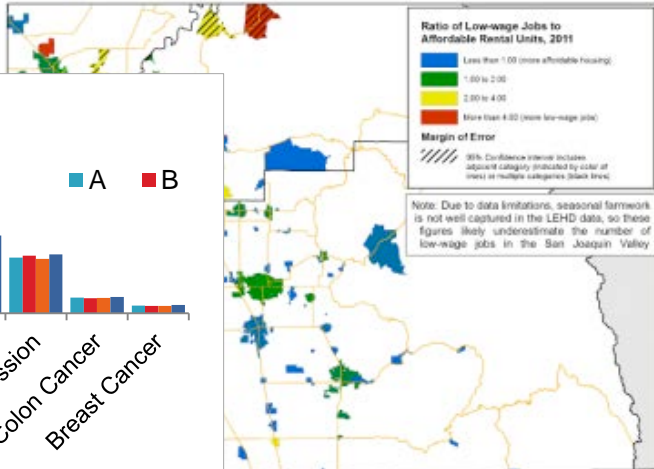 Ratio of Low-wage Jobs to
Affordable Rental Units, 2011
Less than 1.00 (more affordable housing)
1.00 to 2.00
2.00 to 4.00
More than 4.00 (more low-wage jobs)
Margin of Error
95% Confidence interval includes
adjacent category (indicated by color of
lines) or multiple categories (black lines)
Note: Due to data limitations, seasonal farmwork
is not well captured in the LEHD data, so these
figures likely underestimate the number of
low-wage jobs in the San Joaquin Valley
A B
ssion
Colon Cancer
Breast Cancer